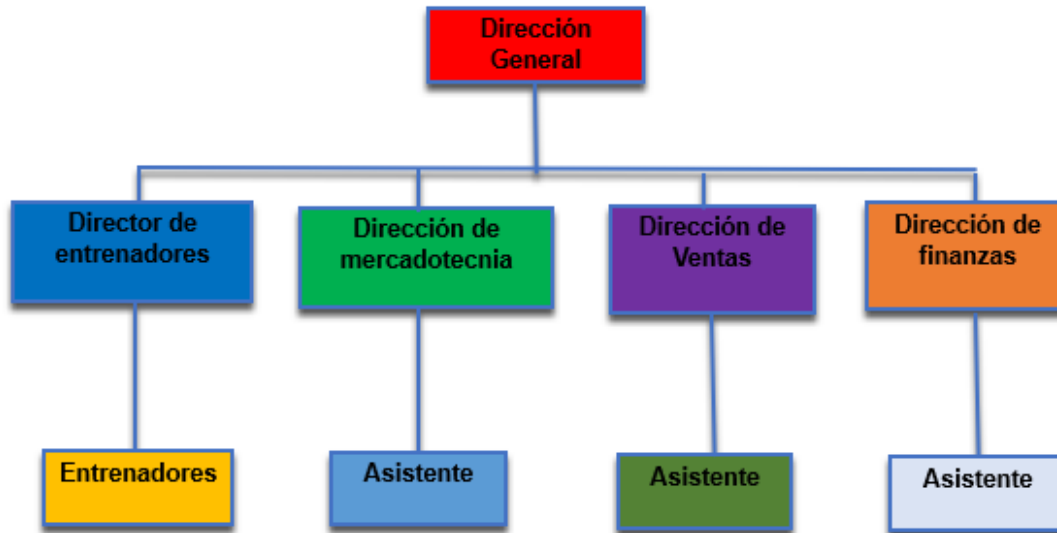 Dirección
General
Director de
entrenadores
Dirección de
mercadotecnia
Dirección de
Ventas
Dirección de
finanzas
Entrenadores
Asistente
Asistente
Asistente